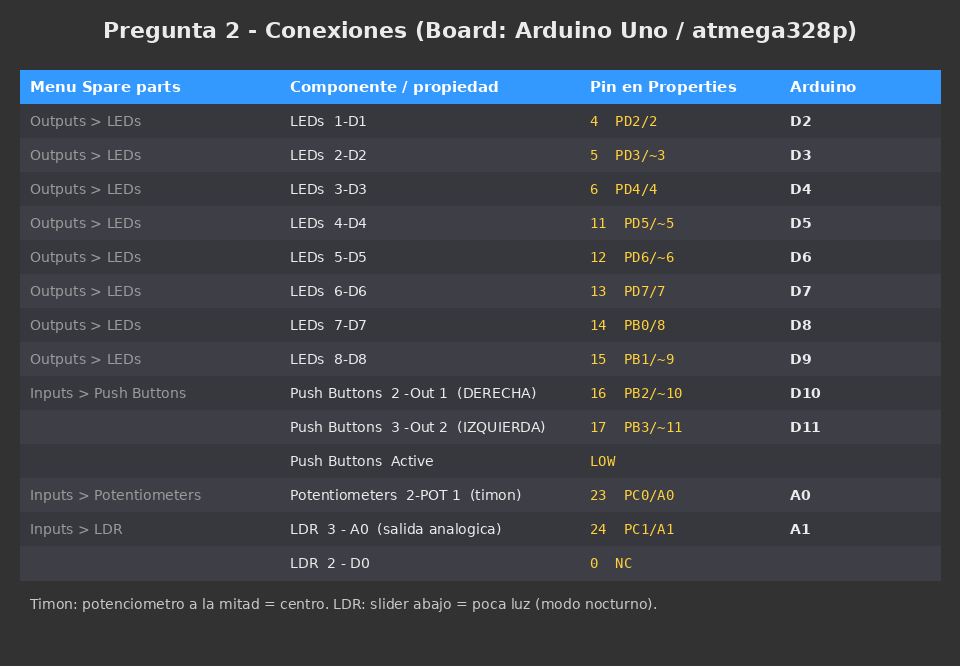 Pregunta 2 - Conexiones (Board: Arduino Uno / atmega328p)
Menu Spare parts Componente / propiedad Pin en Properties Arduino
Outputs > LEDs LEDs 1-D1 4 PD2/2 D2
Outputs > LEDs LEDs 2-D2 5 PD3/~3 D3
Outputs > LEDs LEDs 3-D3 6 PD4/4 D4
Outputs > LEDs LEDs 4-D4 11 PD5/~5 D5
Outputs > LEDs LEDs 5-D5 12 PD6/~6 D6
Outputs > LEDs LEDs 6-D6 13 PD7/7 D7
Outputs > LEDs LEDs 7-D7 14 PB0/8 D8
Outputs > LEDs LEDs 8-D8 15 PB1/~9 D9
Inputs > Push Buttons Push Buttons 2 -Out 1 (DERECHA) 16 PB2/~10 D10
Push Buttons 3 -Out 2 (IZQUIERDA) 17 PB3/~11 D11
Push Buttons Active LOW
Inputs > Potentiometers Potentiometers 2-POT 1 (timon) 23 PC0/A0 A0
Inputs > LDR LDR 3 - A0 (salida analogica) 24 PC1/A1 A1
LDR 2 - D0 0 NC
Timon: potenciometro a la mitad = centro. LDR: slider abajo = poca luz (modo nocturno).